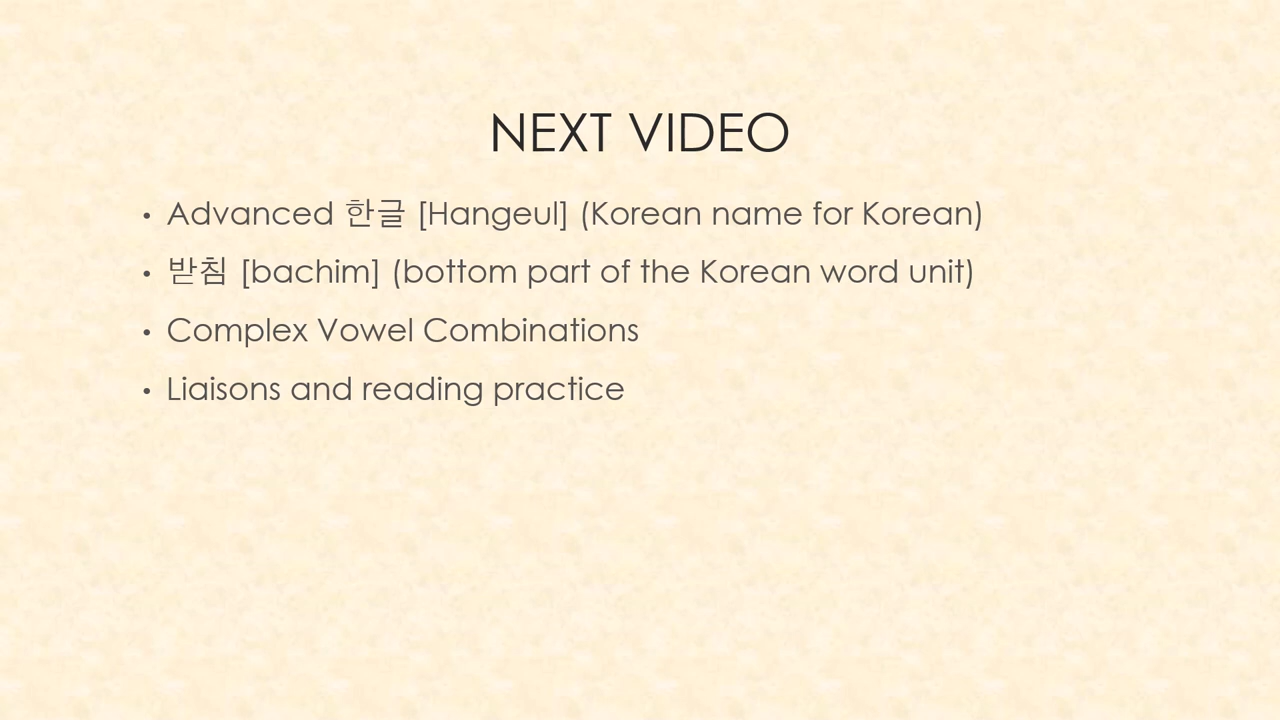 NEXT VIDEO
• Advanced 한글 [Hangeul] (Korean name for Korean)
• 받침 [bachim] (bottom part of the Korean word unit)
• Complex Vowel Combinations
• Liaisons and reading practice